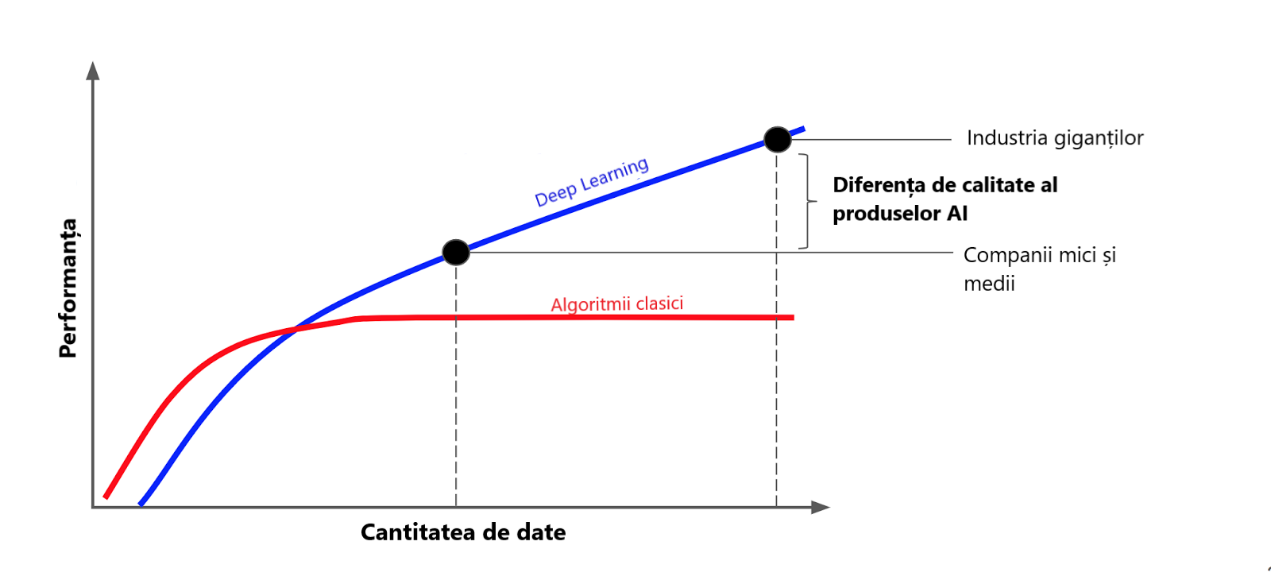 Industria giganților
Deep Learning
Diferența de calitate al
produselor AI
Companii mici și
medii
Algoritmii clasici
Performanța
Cantitatea de date